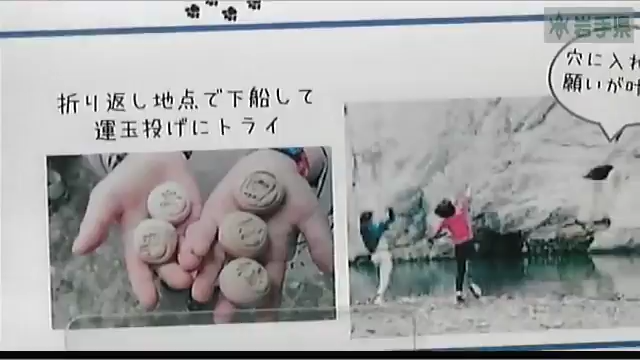 岩手県
折り返し地点で下船して
運玉投げにトライ
穴に入れ
願いが叶